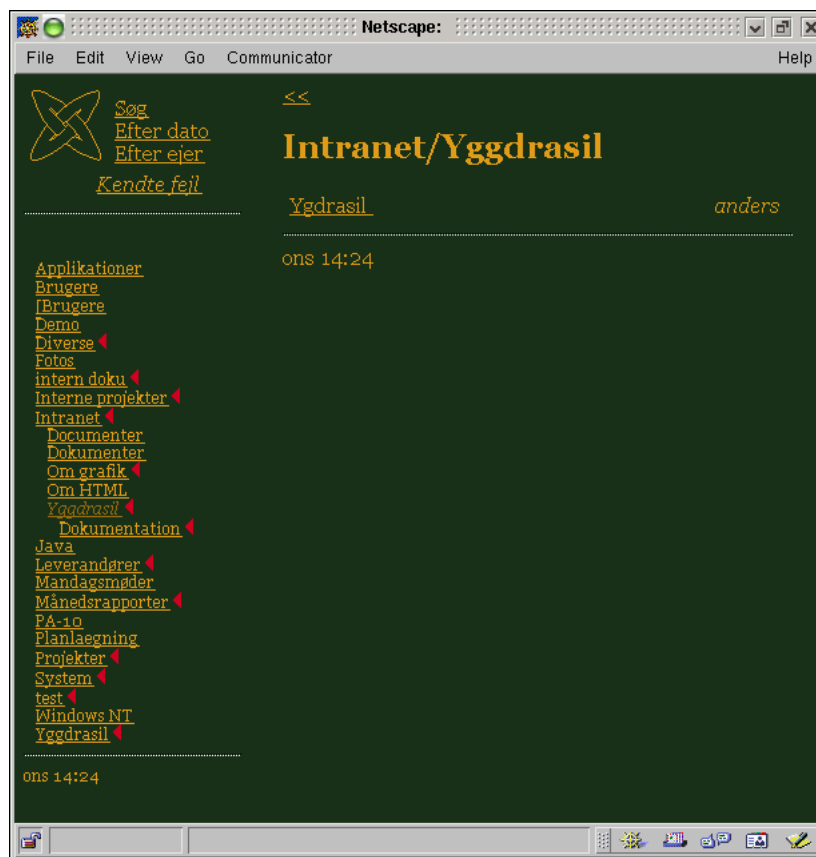 Netscape:
File Edit View Go Communicator Help
Søg
Efter dato
Efter ejer
Kendte fejl
Applikationer
Brugere
[Brugere
Demo
Diverse
Fotos
intern doku
Interne projekter
Intranet
Documenter
Dokumenter
Om grafik
Om HTML
Yggdrasil
Dokumentation
Java
Leverandører
Mandagsmøder
Månedsrapporter
PA-10
Planlaegning
Projekter
System
test
Windows NT
Yggdrasil
ons 14:24
<<
Intranet/Yggdrasil
Ygdrasil anders
ons 14:24